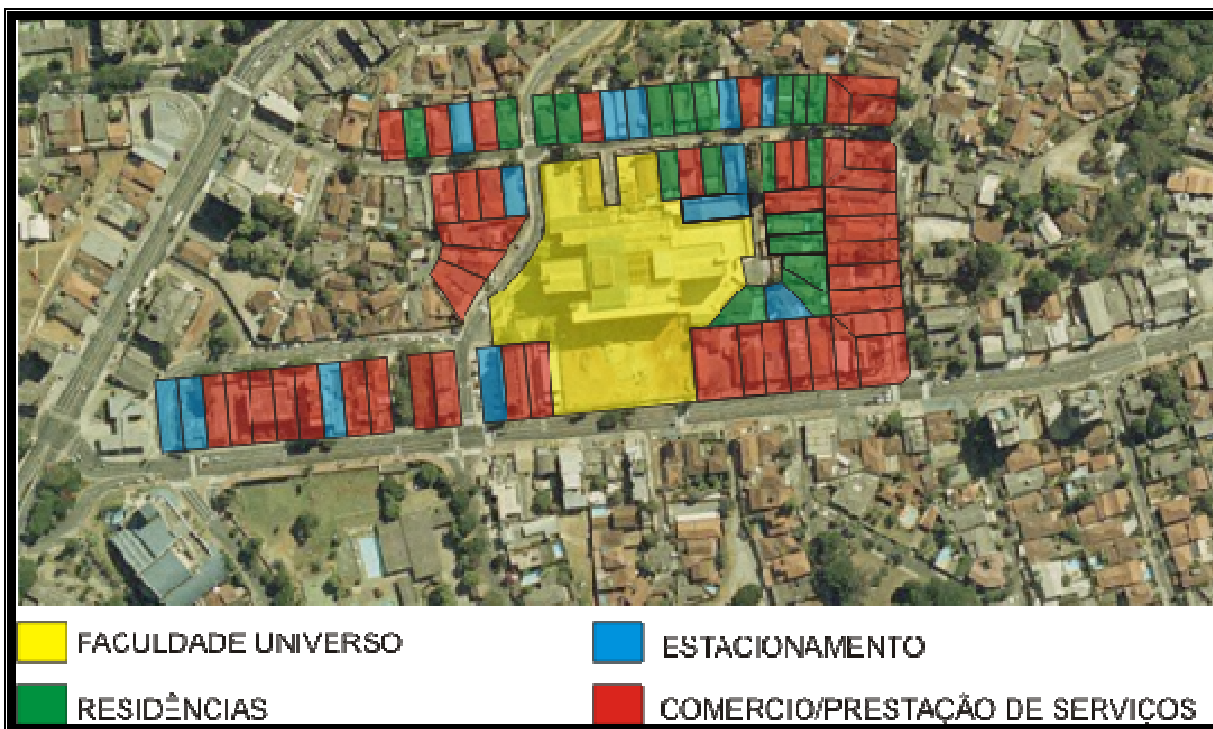 FACULDADE UNIVERSO
ESTACIONAMENTO
RESIDÊNCIAS
COMERCIO/PRESTAÇÃO DE SERVIÇOS